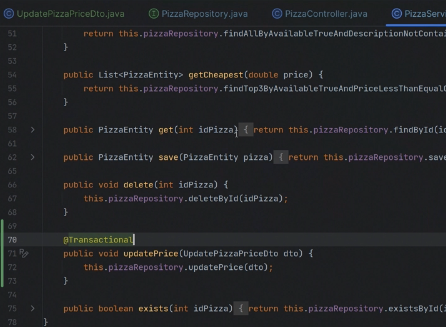 UpdatePizzaPriceDto.java PizzaRepository.java PizzaController.java PizzaServi
51 return this.pizzaRepository.findAllByAvailableTrueAndDescriptionNotContai
52 }
53
54 public List<PizzaEntity> getCheapest(double price) {
55 return this.pizzaRepository.findTop3ByAvailableTrueAndPriceLessThanEqualO
56 }
57
58 public PizzaEntity get(int idPizza) { return this.pizzaRepository.findById(id
61
62 public PizzaEntity save(PizzaEntity pizza) { return this.pizzaRepository.save
65
66 public void delete(int idPizza) {
67 this.pizzaRepository.deleteById(idPizza);
68 }
69
70 @Transactional
71 public void updatePrice(UpdatePizzaPriceDto dto) {
72 this.pizzaRepository.updatePrice(dto);
73 }
74
75 public boolean exists(int idPizza) { return this.pizzaRepository.existsById(i
78 }